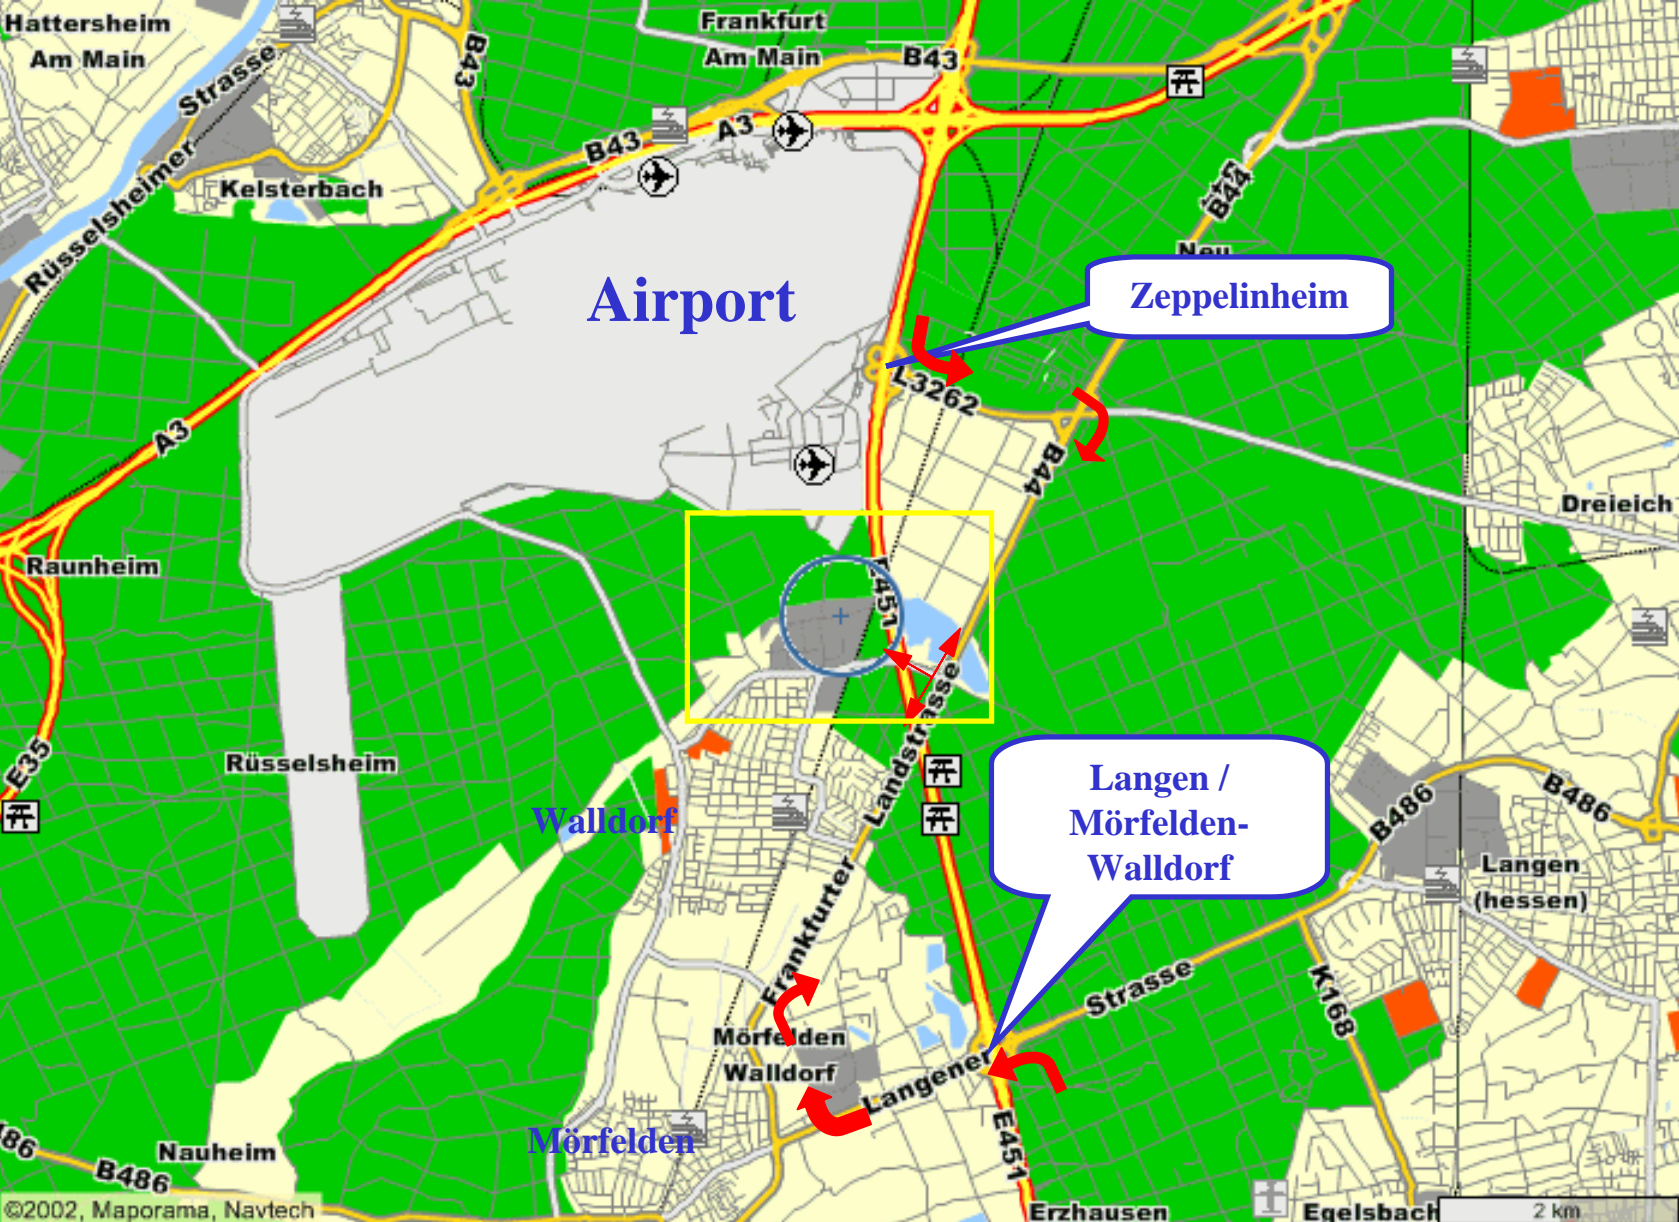 Hattersheim
Am Main
Strasse
B43
Frankfurt
Am Main
B43
Rüsselsheimer
Kelsterbach
B43
A3
B44
Neu
Airport
Zeppelinheim
L3262
A3
B44
Dreieich
Raunheim
E451
Rüsselsheim
E35
Landstrasse
Walldorf
Langen /
Mörfelden-
Walldorf
B486
B486
Langen
(hessen)
Frankfurter
Strasse
K168
Mörfelden
Walldorf
Langener
E451
Mörfelden
Nauheim
B486
©2002, Maporama, Navtech
Erzhausen
Egelsbach
2 km